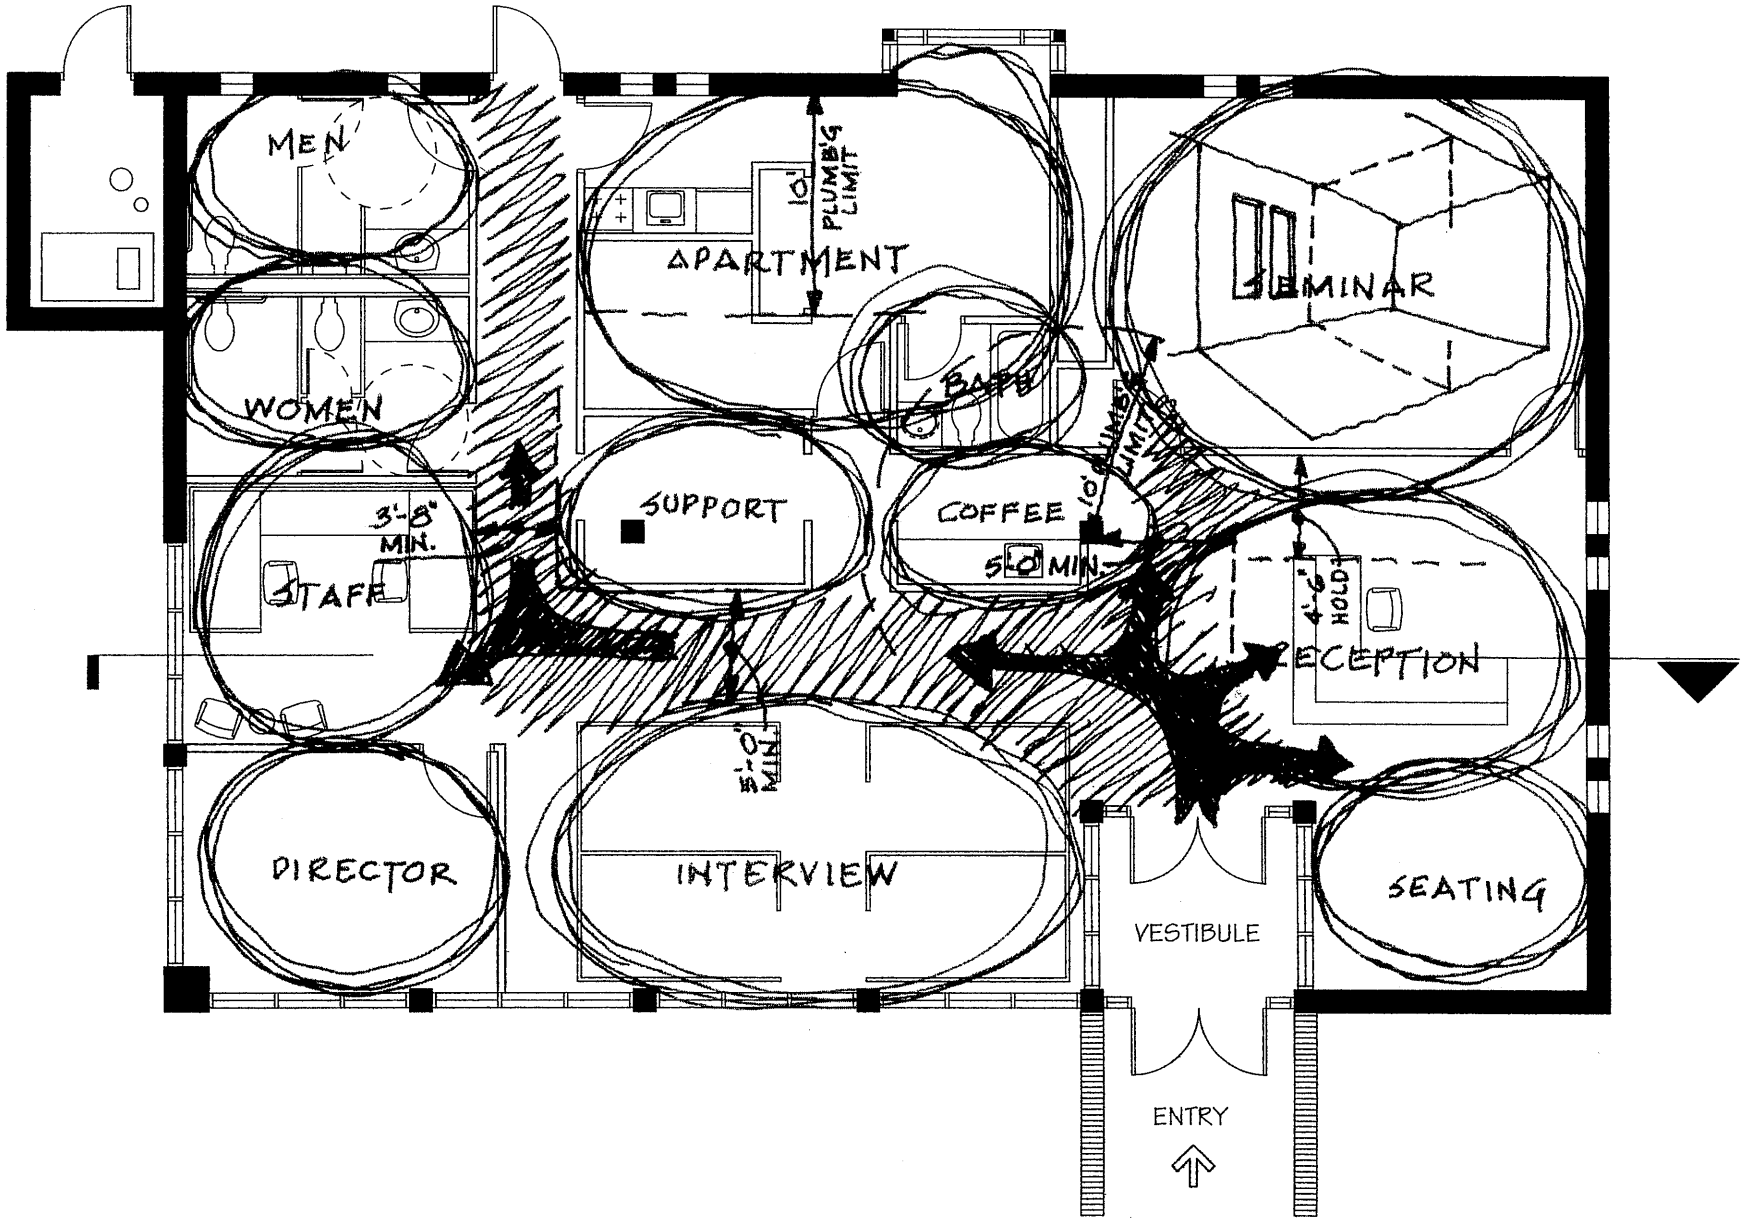 MEN
10'
PLUMB'G
LIMIT
APARTMENT
SEMINAR
BATH
WOMEN
10' PLUMB'G
LIMIT
SUPPORT
COFFEE
3'-8"
MIN.
5'-0" MIN.
STAFF
4'-6"
HOLD
RECEPTION
5'-0"
MIN
DIRECTOR
INTERVIEW
SEATING
VESTIBULE
ENTRY